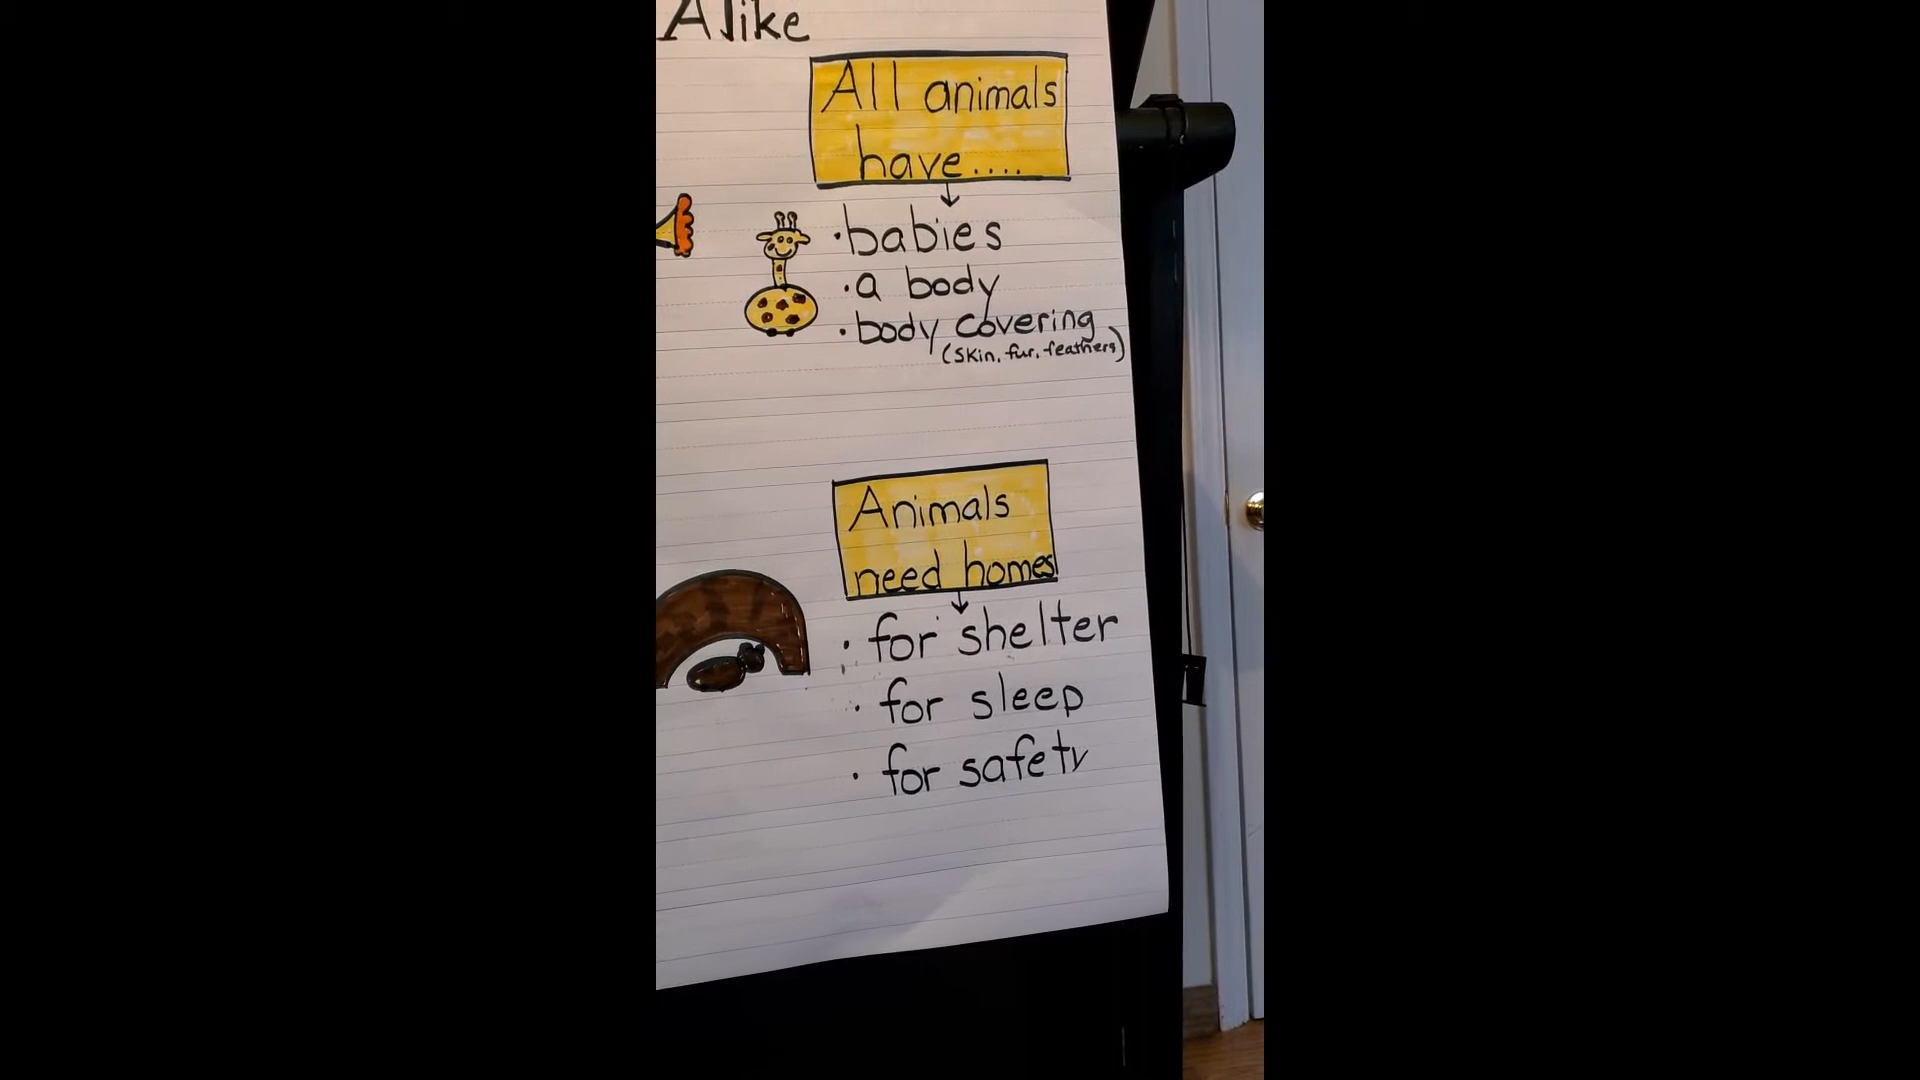 Alike
All animals
have....
·babies
·a body
·body covering
(skin, fur, feathers)
Animals
need homes
· for shelter
· for sleep
· for safety